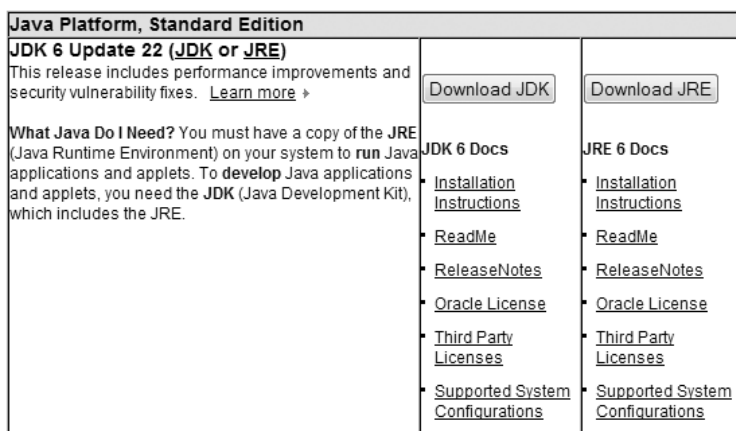 Java Platform, Standard Edition
JDK 6 Update 22 (JDK or JRE)
This release includes performance improvements and
security vulnerability fixes. Learn more
What Java Do I Need? You must have a copy of the JRE
(Java Runtime Environment) on your system to run Java
applications and applets. To develop Java applications
and applets, you need the JDK (Java Development Kit),
which includes the JRE.
Download JDK
JDK 6 Docs
Installation
Instructions
ReadMe
ReleaseNotes
Oracle License
Third Party
Licenses
Supported System
Configurations
Download JRE
JRE 6 Docs
Installation
Instructions
ReadMe
ReleaseNotes
Oracle License
Third Party
Licenses
Supported System
Configurations